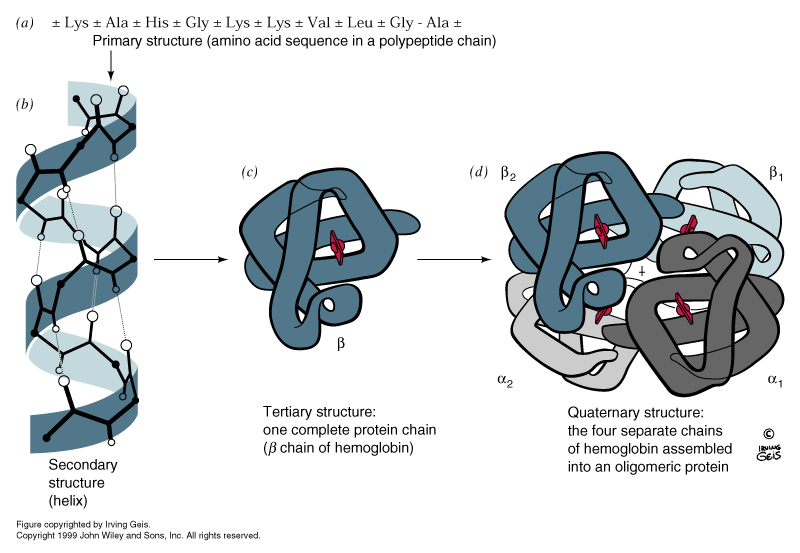 (a) ± Lys ± Ala ± His ± Gly ± Lys ± Lys ± Val ± Leu ± Gly - Ala ±
Primary structure (amino acid sequence in a polypeptide chain)
(b)
(c)
(d)
β2
β1
β
α2
α1
Secondary
structure
(helix)
Tertiary structure:
one complete protein chain
(β chain of hemoglobin)
Quaternary structure:
the four separate chains
of hemoglobin assembled
into an oligomeric protein
©
IRVING
GEIS
Figure copyrighted by Irving Geis.
Copyright 1999 John Wiley and Sons, Inc. All rights reserved.